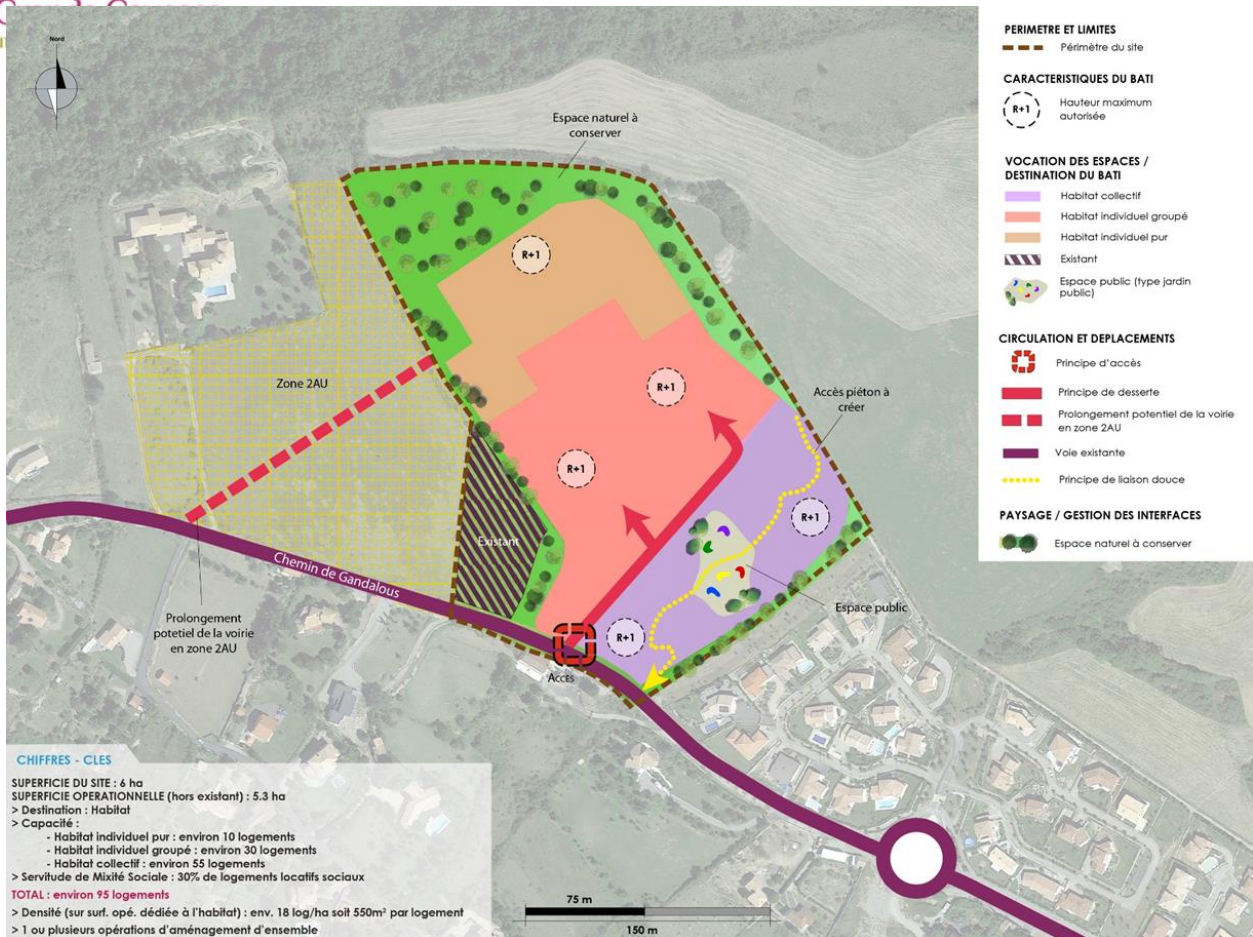 Nord
Espace naturel à
conserver
R+1
Zone 2AU
R+1
Accès piéton à
créer
R+1
R+1
Existant
Chemin de Gandalous
Espace public
R+1
Prolongement
potetiel de la voirie
en zone 2AU
Accès
CHIFFRES - CLES
SUPERFICIE DU SITE : 6 ha
SUPERFICIE OPERATIONNELLE (hors existant) : 5.3 ha
> Destination : Habitat
> Capacité :
- Habitat individuel pur : environ 10 logements
- Habitat individuel groupé : environ 30 logements
- Habitat collectif : environ 55 logements
> Servitude de Mixité Sociale : 30% de logements locatifs sociaux
TOTAL : environ 95 logements
> Densité (sur surf. opé. dédiée à l'habitat) : env. 18 log/ha soit 550m² par logement
> 1 ou plusieurs opérations d'aménagement d'ensemble
75 m
150 m
PERIMETRE ET LIMITES
Périmètre du site
CARACTERISTIQUES DU BATI
R+1
Hauteur maximum
autorisée
VOCATION DES ESPACES /
DESTINATION DU BATI
Habitat collectif
Habitat individuel groupé
Habitat individuel pur
Existant
Espace public (type jardin
public)
CIRCULATION ET DEPLACEMENTS
Principe d'accès
Principe de desserte
Prolongement potentiel de la voirie
en zone 2AU
Voie existante
Principe de liaison douce
PAYSAGE / GESTION DES INTERFACES
Espace naturel à conserver